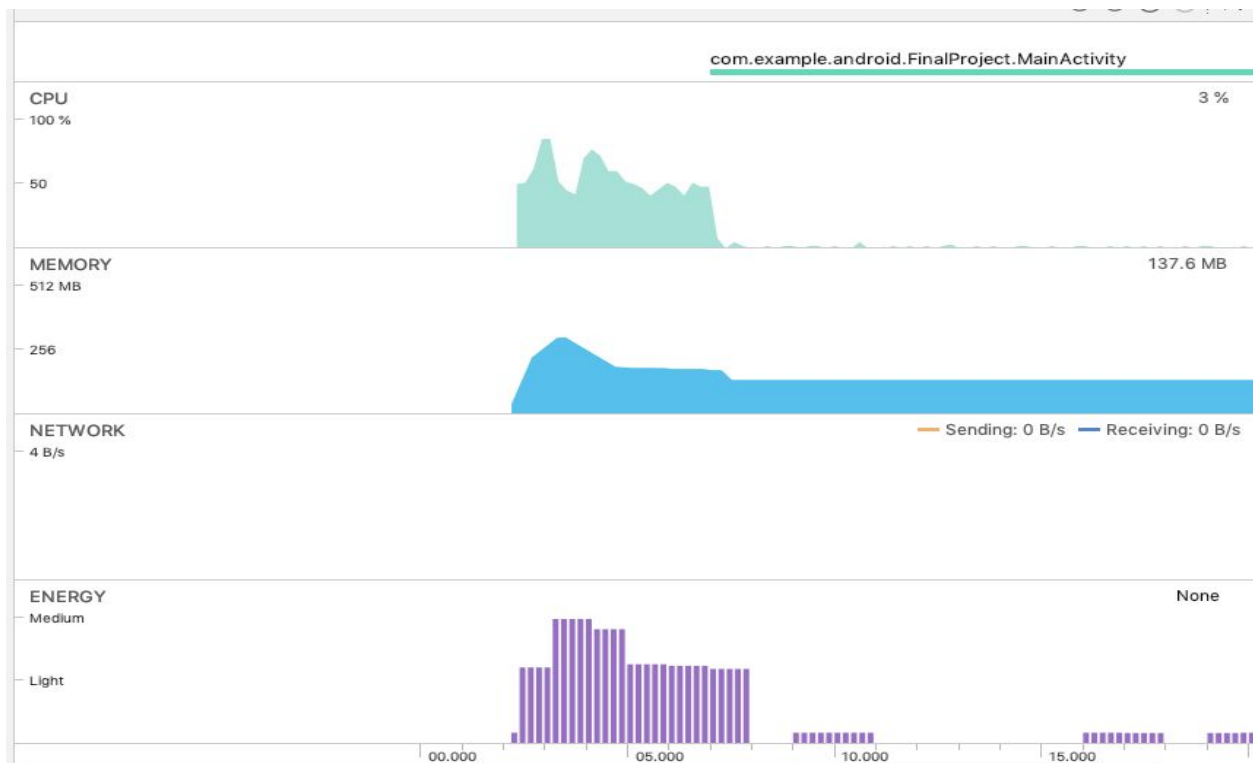 com.example.android.FinalProject.MainActivity
CPU 3 %
100 %
50
MEMORY 137.6 MB
512 MB
256
NETWORK Sending: 0 B/s Receiving: 0 B/s
4 B/s
ENERGY None
Medium
Light
00.000 05.000 10.000 15.000